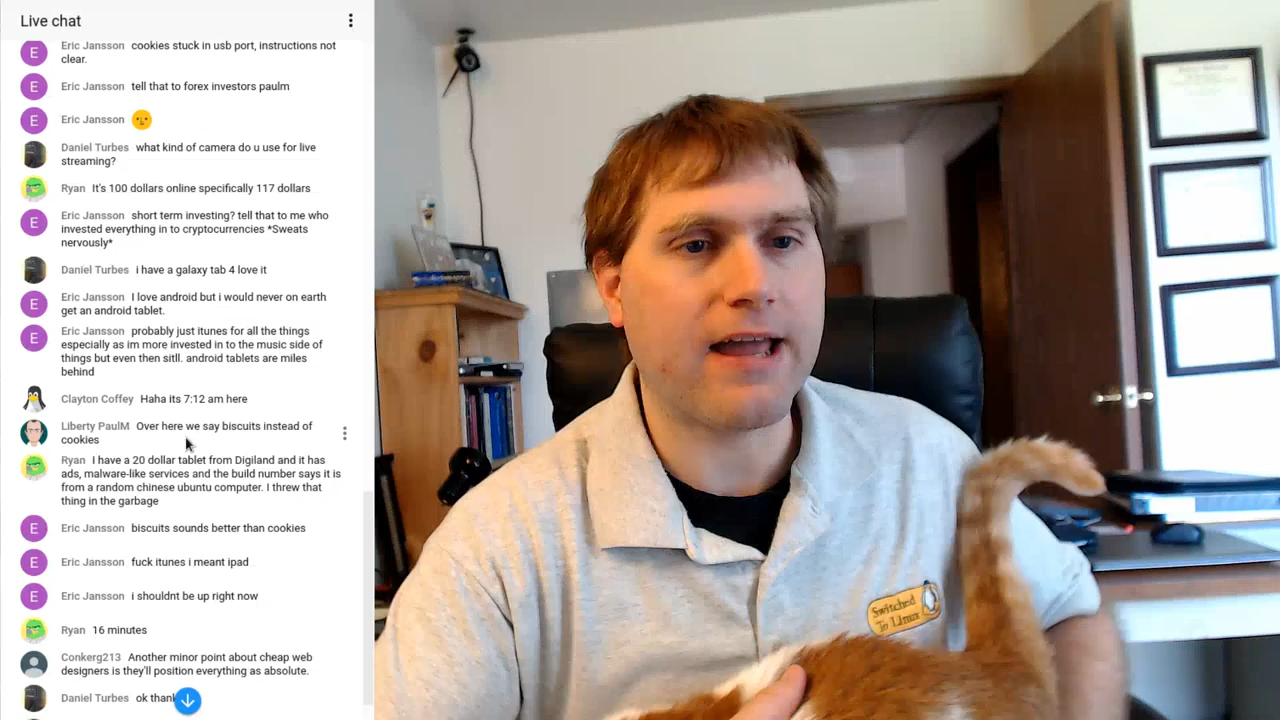 Live chat
Eric Jansson cookies stuck in usb port, instructions not
clear.
E
Eric Jansson tell that to forex investors paulm
E
Eric Jansson
E
Daniel Turbes what kind of camera do u use for live
streaming?
Ryan It's 100 dollars online specifically 117 dollars
Eric Jansson short term investing? tell that to me who
invested everything in to cryptocurrencies *Sweats
nervously*
E
Daniel Turbes i have a galaxy tab 4 love it
Eric Jansson I love android but i would never on earth
get an android tablet.
E
Eric Jansson probably just itunes for all the things
especially as im more invested in to the music side of
things but even then sitll. android tablets are miles
behind
E
Clayton Coffey Haha its 7:12 am here
Liberty PaulM Over here we say biscuits instead of
cookies
Ryan I have a 20 dollar tablet from Digiland and it has
ads, malware-like services and the build number says it is
from a random chinese ubuntu computer. I threw that
thing in the garbage
Eric Jansson biscuits sounds better than cookies
E
Eric Jansson fuck itunes i meant ipad
E
Eric Jansson i shouldnt be up right now
E
Ryan 16 minutes
Conkerg213 Another minor point about cheap web
designers is they'll position everything as absolute.
Daniel Turbes ok thank
Switched
To Linux